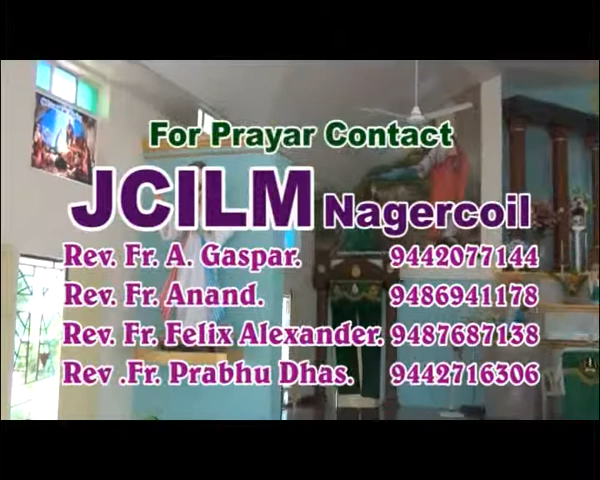 For Prayar Contact
JCILM Nagercoil
Rev. Fr. A. Gaspar. 9442077144
Rev. Fr. Anand. 9486941178
Rev. Fr. Felix Alexander. 9487687138
Rev .Fr. Prabhu Dhas. 9442716306